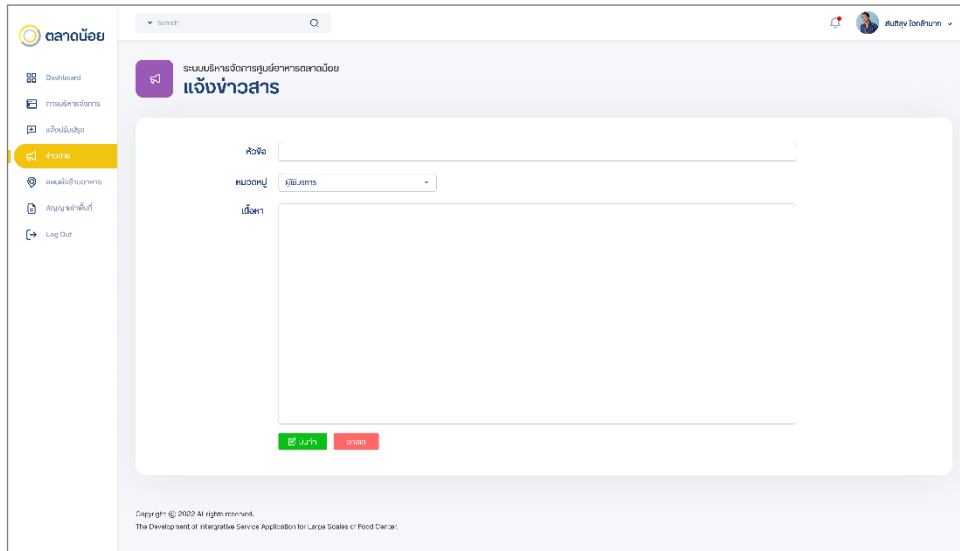 ตลาดน้อย
Search
สันติสุข
ระบบบริหารจัดการศูนย์อาหารตลาดน้อย
แจ้งข่าวสาร
Dashboard
การบริหารจัดการ
แจ้งปรับปรุง
ข่าวสาร
แผนผังร้านอาหาร
สัญญาเช่าพื้นที่
Log Out
หัวข้อ
หมวดหมู่
ผู้ใช้บริการ
เนื้อหา
บันทึก
ยกเลิก
Copyright © 2022 All rights reserved.
The Development of Intergrative Service Application for Large Scales of Food Center.